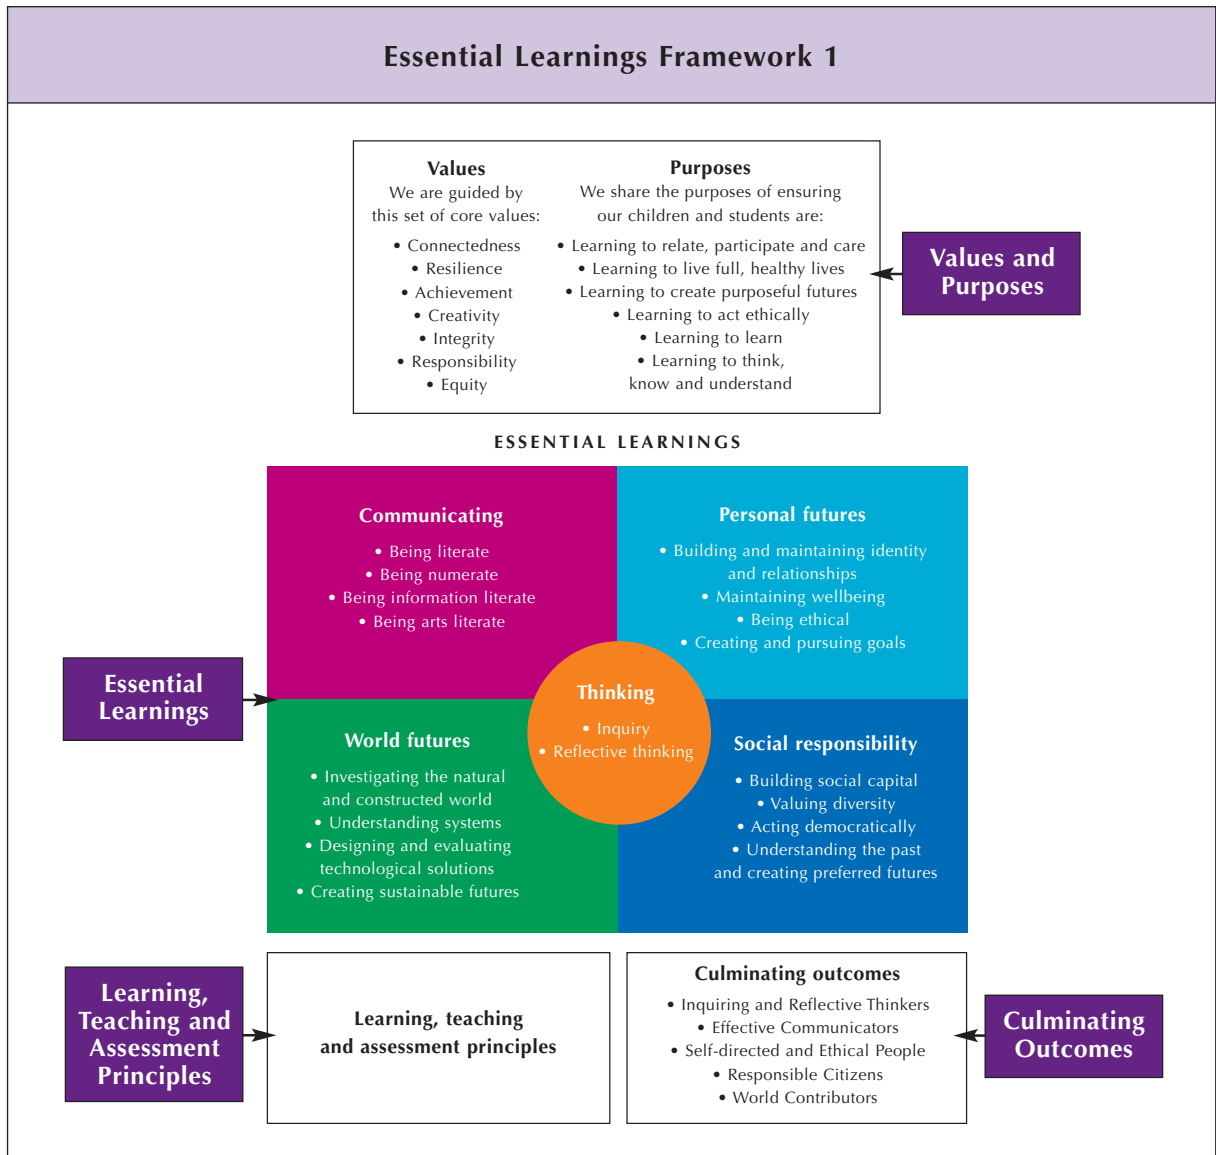 Essential Learnings Framework 1
Values
We are guided by
this set of core values:
• Connectedness
• Resilience
• Achievement
• Creativity
• Integrity
• Responsibility
• Equity
Purposes
We share the purposes of ensuring
our children and students are:
• Learning to relate, participate and care
• Learning to live full, healthy lives
• Learning to create purposeful futures
• Learning to act ethically
• Learning to learn
• Learning to think,
know and understand
Values and
Purposes
ESSENTIAL LEARNINGS
Communicating
• Being literate
• Being numerate
• Being information literate
• Being arts literate
Personal futures
• Building and maintaining identity
and relationships
• Maintaining wellbeing
• Being ethical
• Creating and pursuing goals
Essential
Learnings
Thinking
• Inquiry
• Reflective thinking
World futures
• Investigating the natural
and constructed world
• Understanding systems
• Designing and evaluating
technological solutions
• Creating sustainable futures
Social responsibility
• Building social capital
• Valuing diversity
• Acting democratically
• Understanding the past
and creating preferred futures
Learning,
Teaching and
Assessment
Principles
Learning, teaching
and assessment principles
Culminating outcomes
• Inquiring and Reflective Thinkers
• Effective Communicators
• Self-directed and Ethical People
• Responsible Citizens
• World Contributors
Culminating
Outcomes